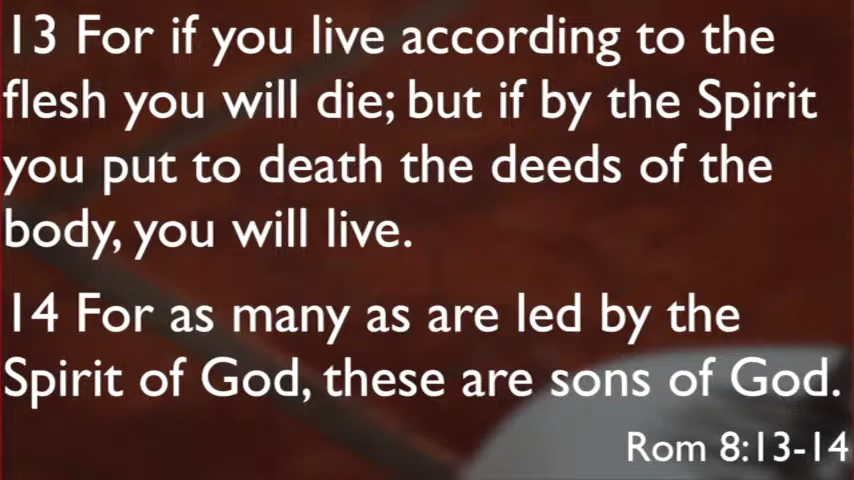 13 For if you live according to the
flesh you will die; but if by the Spirit
you put to death the deeds of the
body, you will live.
14 For as many as are led by the
Spirit of God, these are sons of God.
Rom 8:13-14